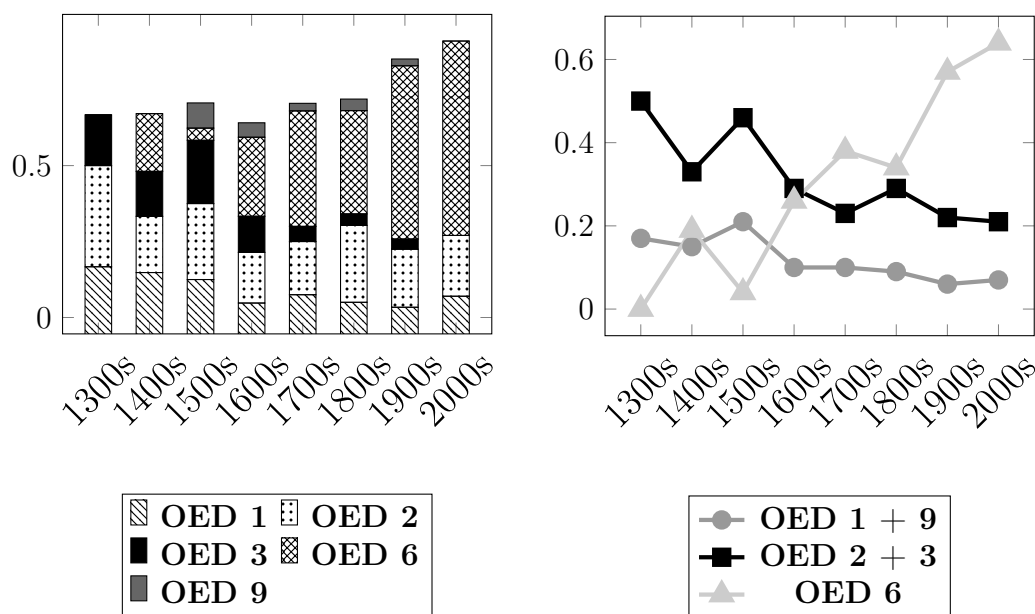 0.5
0
1300s
1400s
1500s
1600s
1700s
1800s
1900s
2000s
OED 1 OED 2
OED 3 OED 6
OED 9
0.6
0.4
0.2
0
1300s
1400s
1500s
1600s
1700s
1800s
1900s
2000s
OED 1 + 9
OED 2 + 3
OED 6